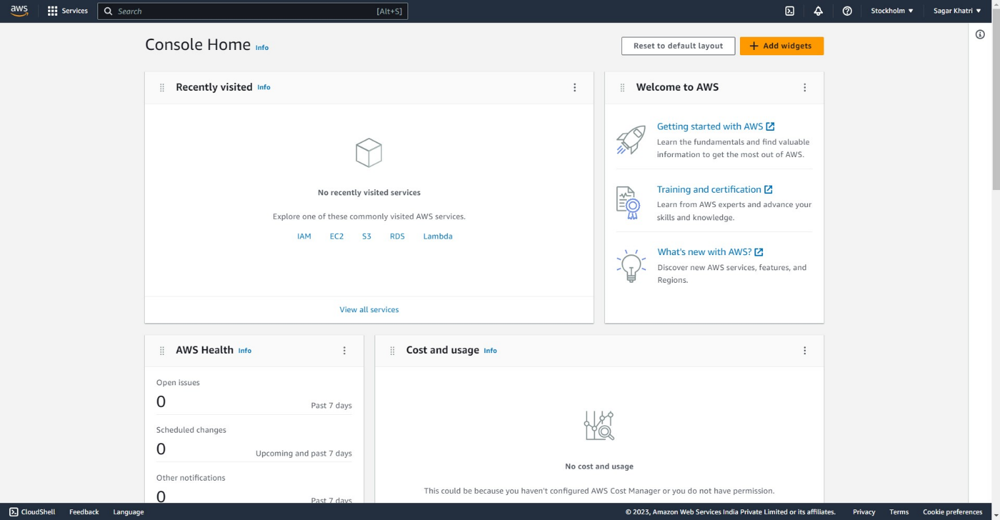 aws
Services
Search
[Alt+S]
Stockholm
Sagar Khatri
Console Home Info
Reset to default layout
Add widgets
Recently visited Info
No recently visited services
Explore one of these commonly visited AWS services.
IAM EC2 S3 RDS Lambda
View all services
Welcome to AWS
Getting started with AWS
Learn the fundamentals and find valuable
information to get the most out of AWS.
Training and certification
Learn from AWS experts and advance your
skills and knowledge.
What's new with AWS?
Discover new AWS services, features, and
Regions.
AWS Health Info
Open issues
0 Past 7 days
Scheduled changes
0 Upcoming and past 7 days
Other notifications
0 Past 7 days
Cost and usage Info
No cost and usage
This could be because you haven't configured AWS Cost Manager or you do not have permission.
CloudShell Feedback Language © 2023, Amazon Web Services India Private Limited or its affiliates. Privacy Terms Cookie preferences